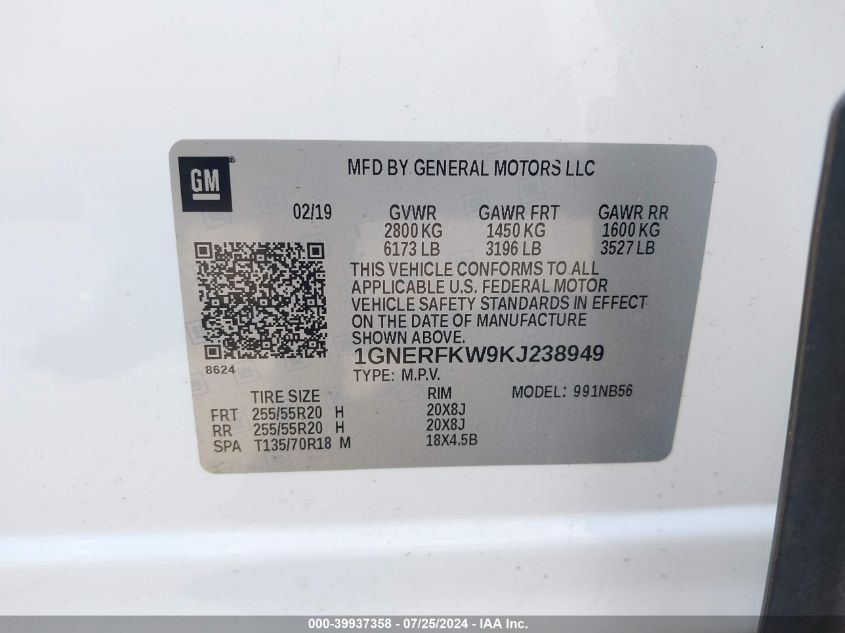 GM
MFD BY GENERAL MOTORS LLC
02/19 GVWR GAWR FRT GAWR RR
2800 KG 1450 KG 1600 KG
6173 LB 3196 LB 3527 LB
THIS VEHICLE CONFORMS TO ALL
APPLICABLE U.S. FEDERAL MOTOR
VEHICLE SAFETY STANDARDS IN EFFECT
ON THE DATE OF MANUFACTURE
SHOWN ABOVE.
1GNERFKW9KJ238949
8624
TYPE: M.P.V.
TIRE SIZE RIM MODEL: 991NB56
FRT 255/55R20 H 20X8J
RR 255/55R20 H 20X8J
SPA T135/70R18 M 18X4.5B
000-39937358 - 07/25/2024 - IAA Inc.